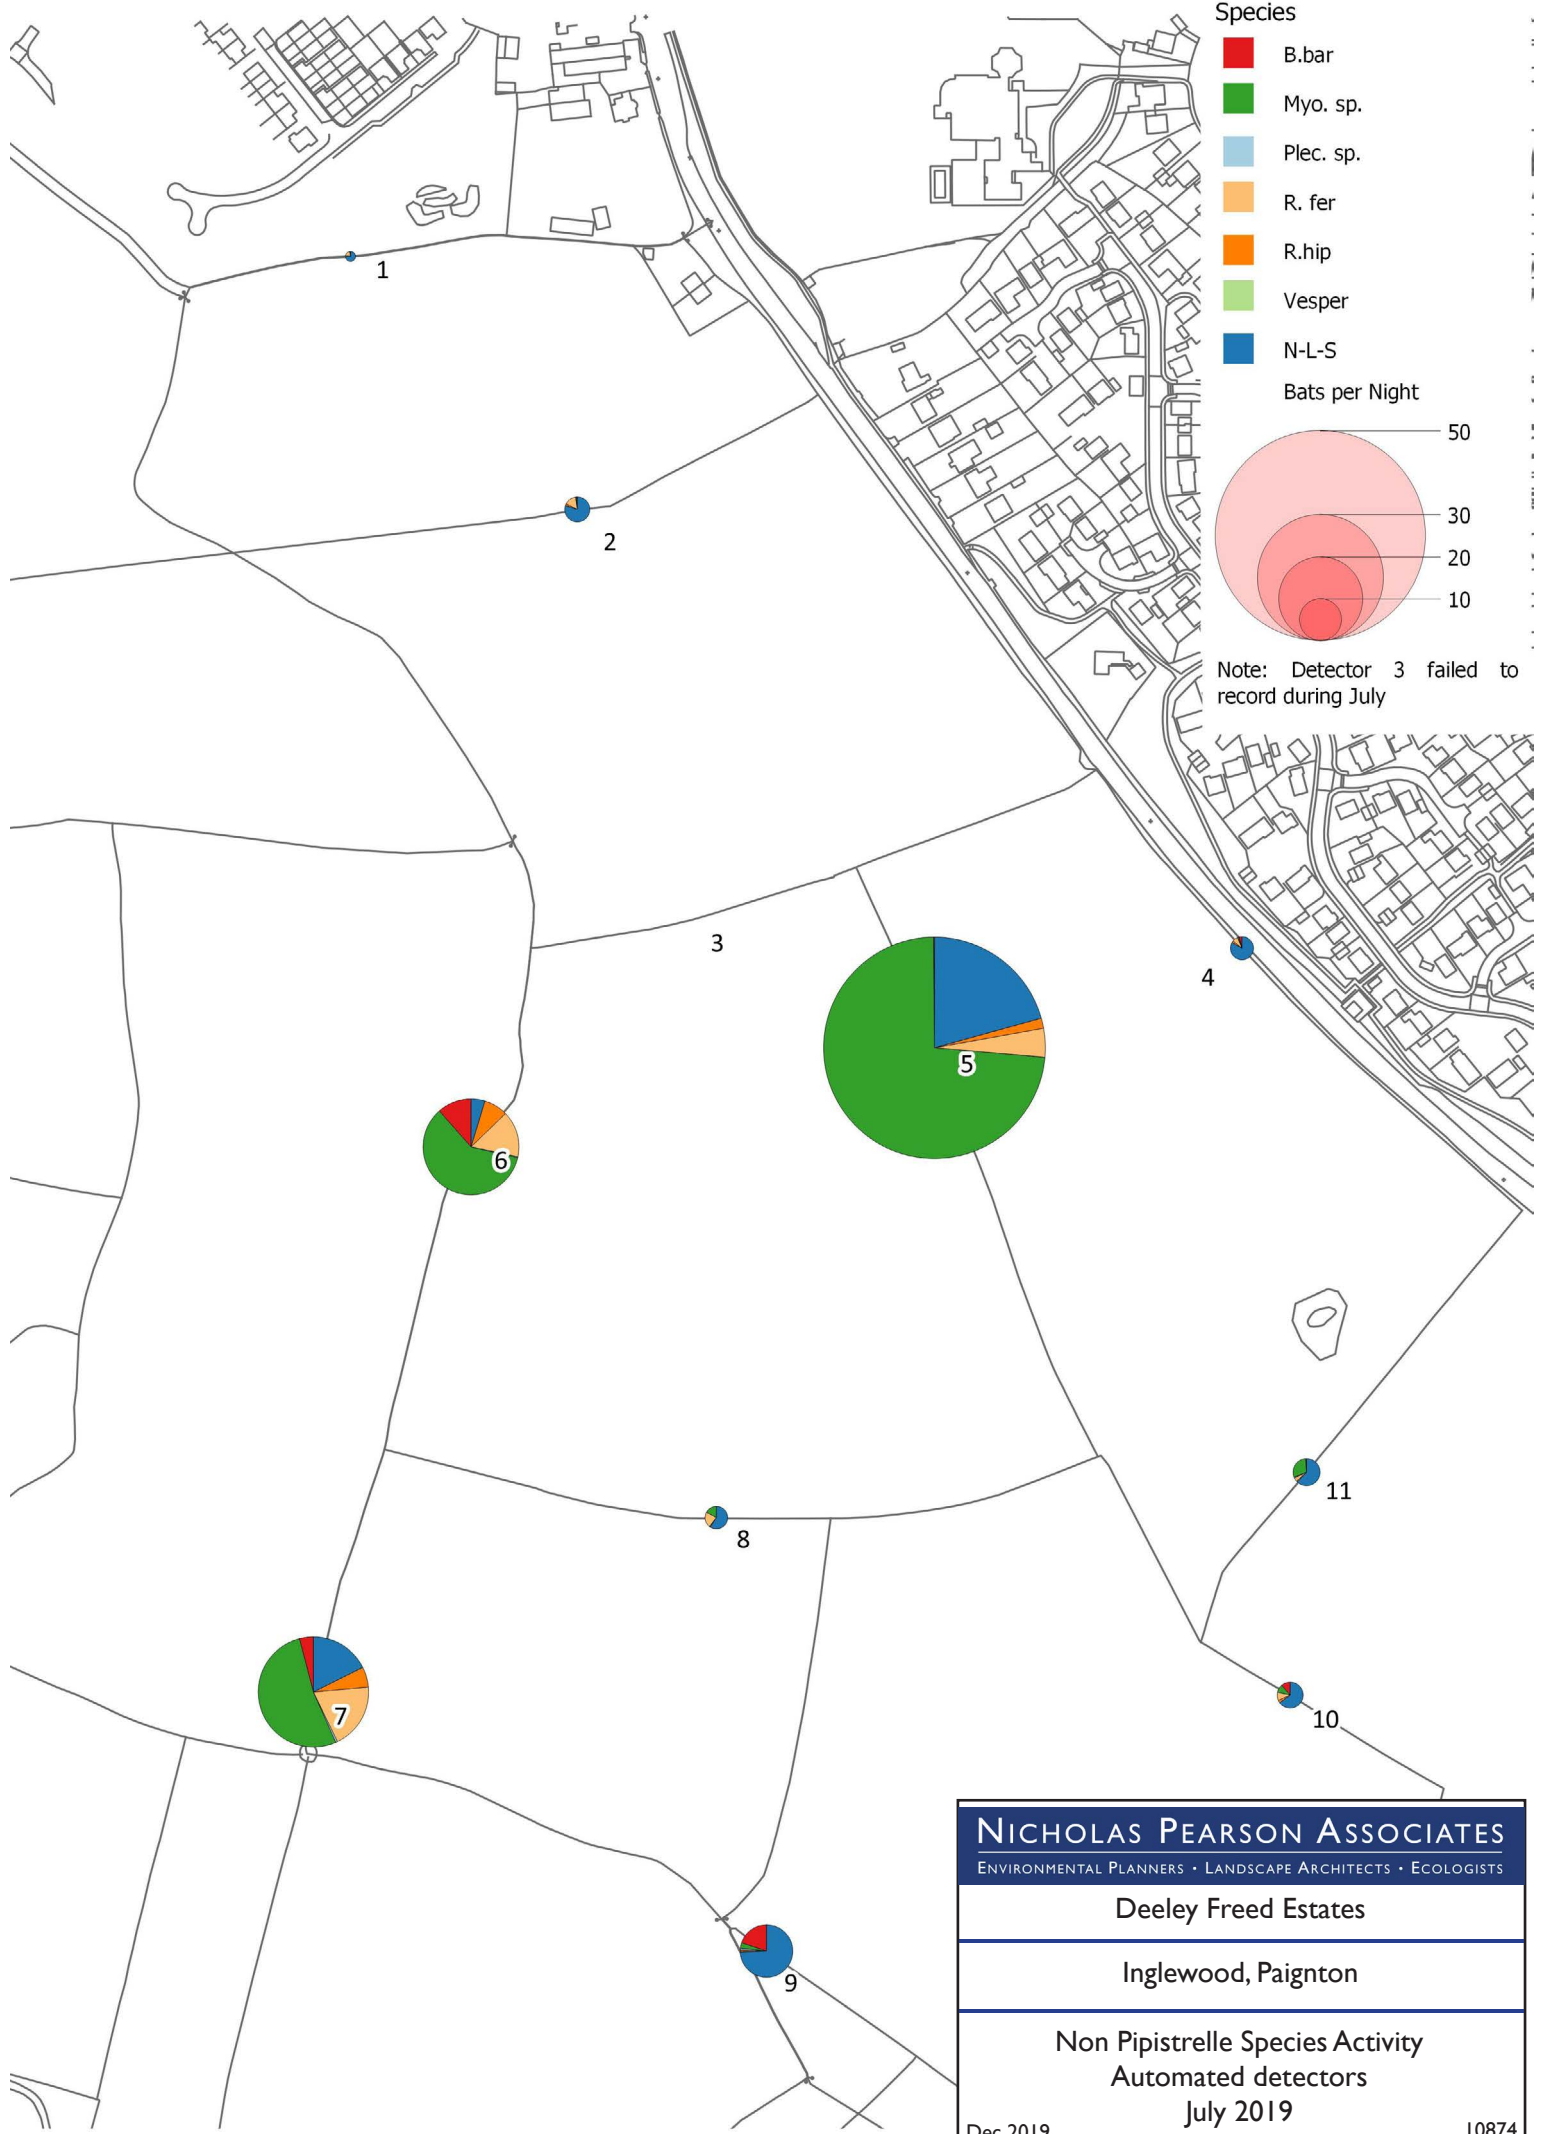 Species
B.bar
Myo. sp.
Plec. sp.
R. fer
R.hip
Vesper
N-L-S
Bats per Night
50
30
20
10
Note: Detector 3 failed to
record during July
1
2
3
4
5
6
7
8
9
10
11
NICHOLAS PEARSON ASSOCIATES
ENVIRONMENTAL PLANNERS • LANDSCAPE ARCHITECTS • ECOLOGISTS
Deeley Freed Estates
Inglewood, Paignton
Non Pipistrelle Species Activity
Automated detectors
July 2019
Dec 2019 10874